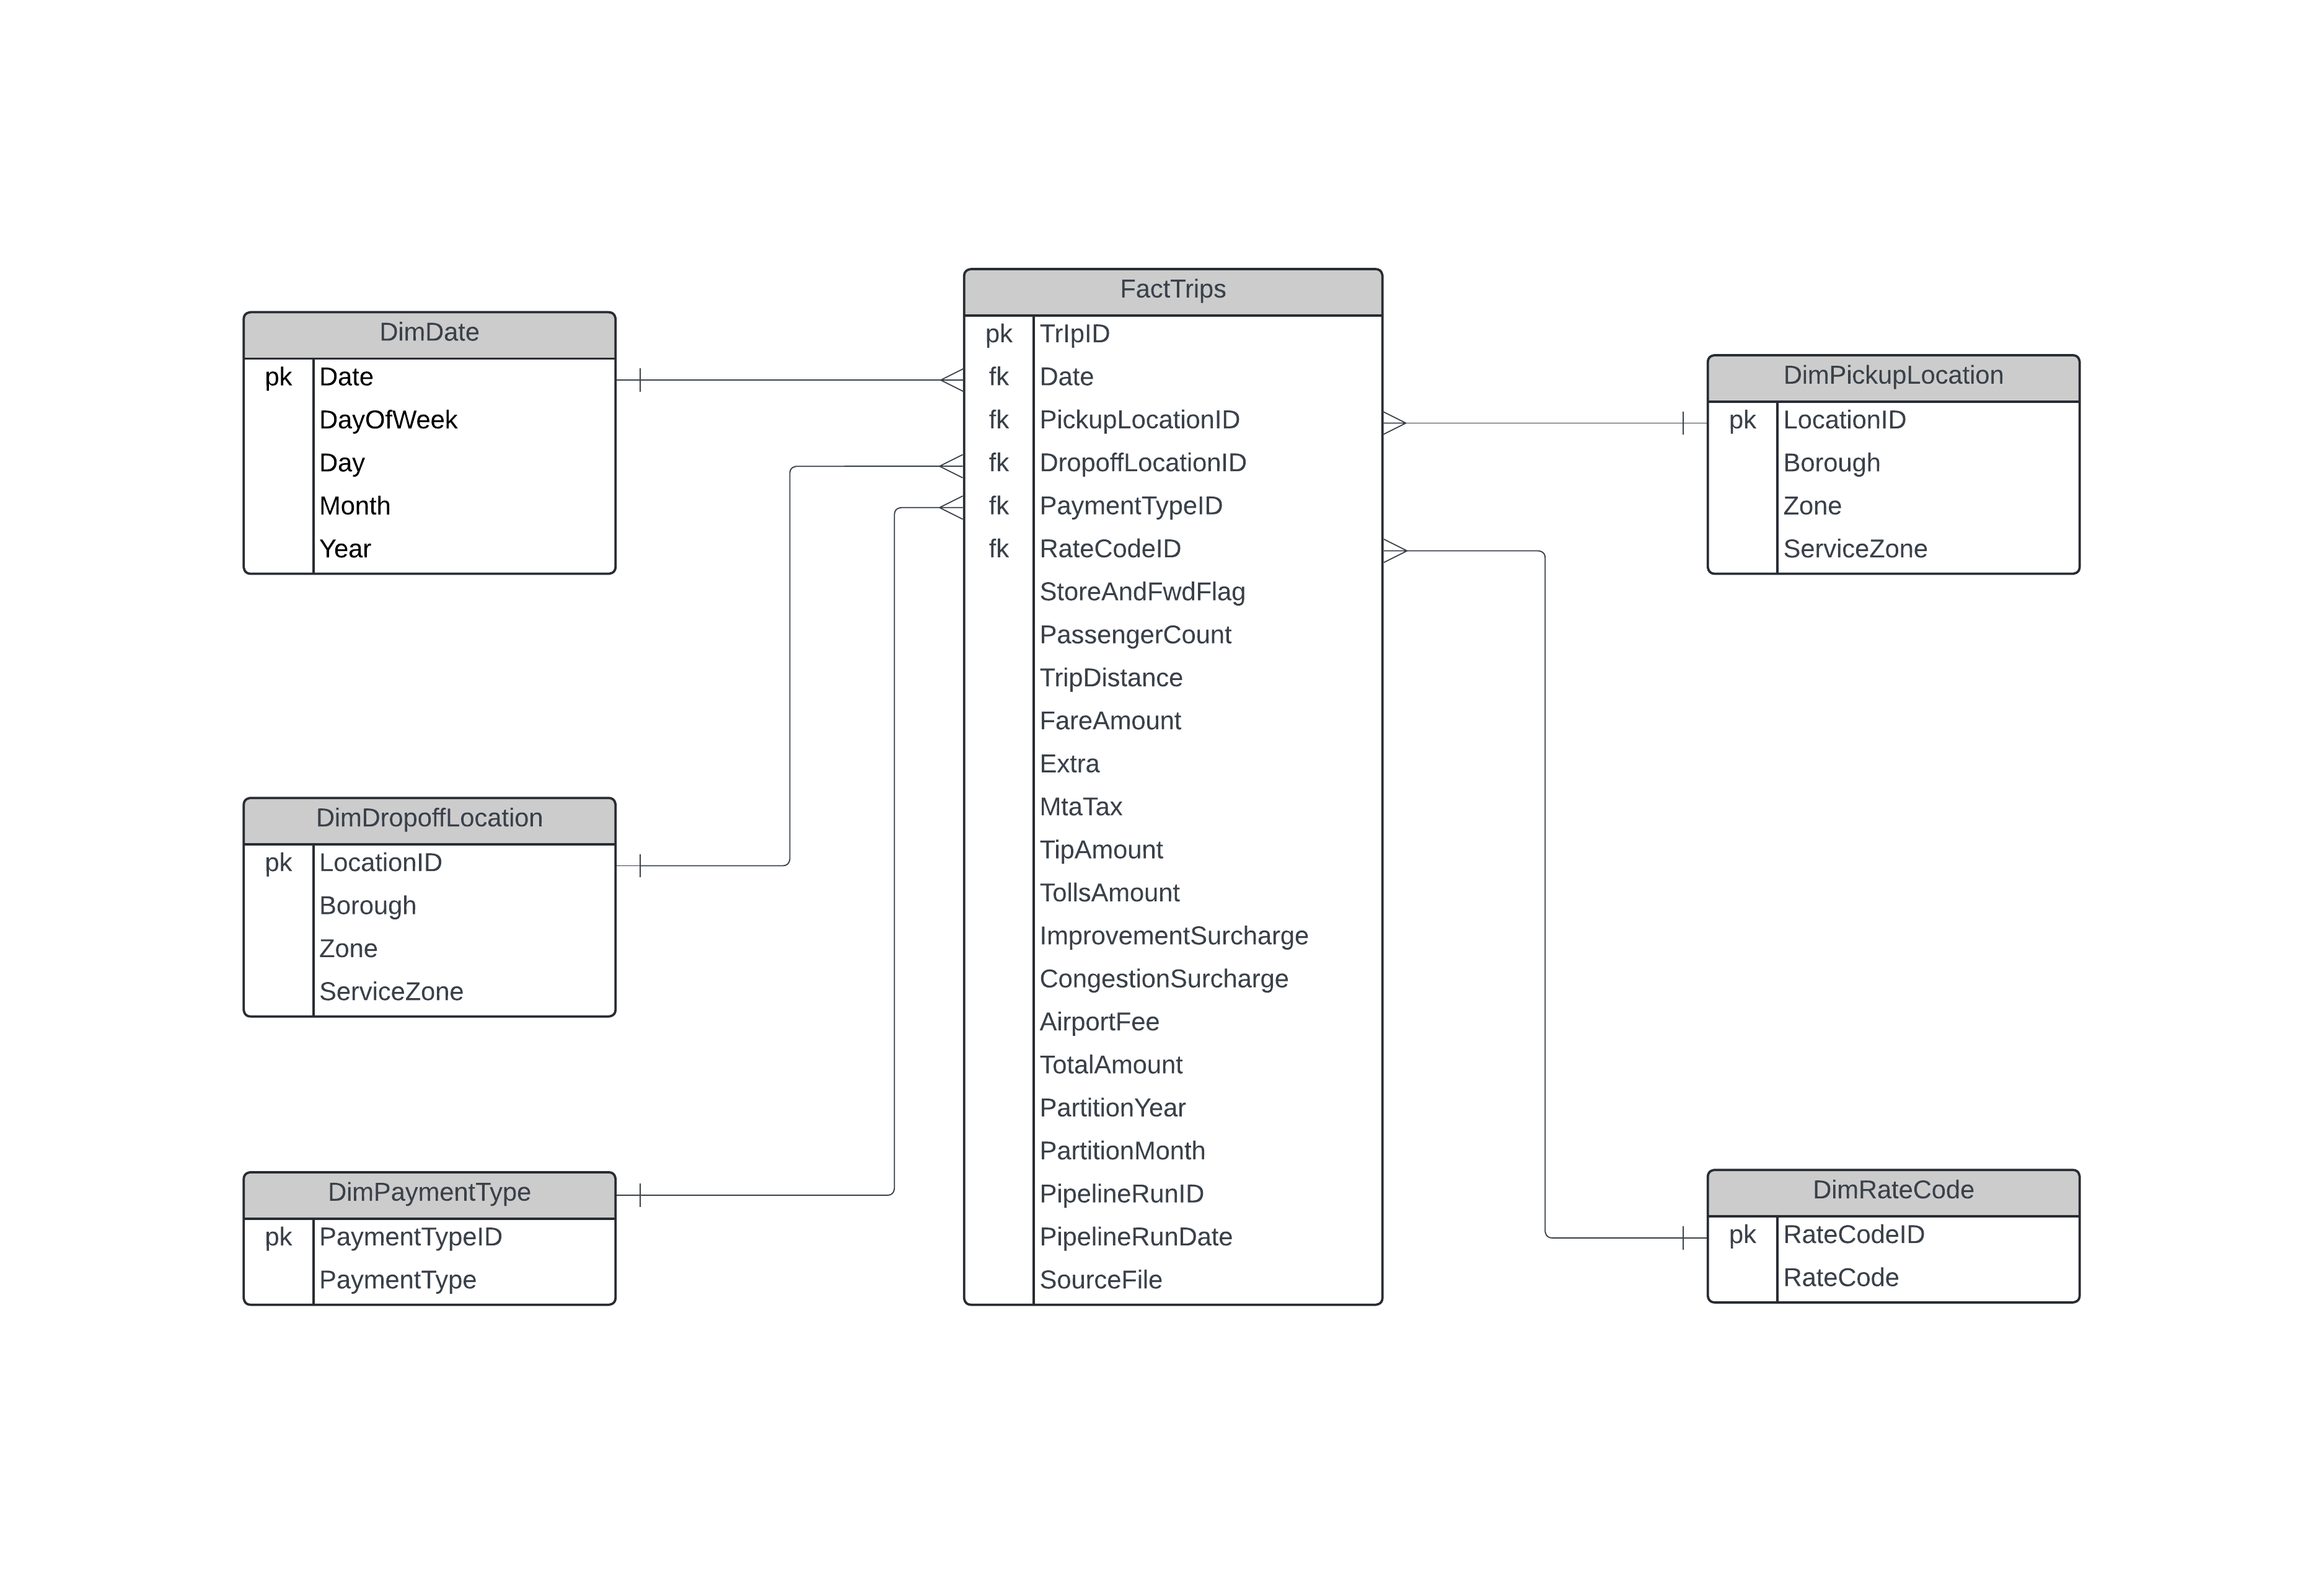 DimDate
pk Date
DayOfWeek
Day
Month
Year
DimDropoffLocation
pk LocationID
Borough
Zone
ServiceZone
DimPaymentType
pk PaymentTypeID
PaymentType
FactTrips
pk TrIpID
fk Date
fk PickupLocationID
fk DropoffLocationID
fk PaymentTypeID
fk RateCodeID
StoreAndFwdFlag
PassengerCount
TripDistance
FareAmount
Extra
MtaTax
TipAmount
TollsAmount
ImprovementSurcharge
CongestionSurcharge
AirportFee
TotalAmount
PartitionYear
PartitionMonth
PipelineRunID
PipelineRunDate
SourceFile
DimPickupLocation
pk LocationID
Borough
Zone
ServiceZone
DimRateCode
pk RateCodeID
RateCode